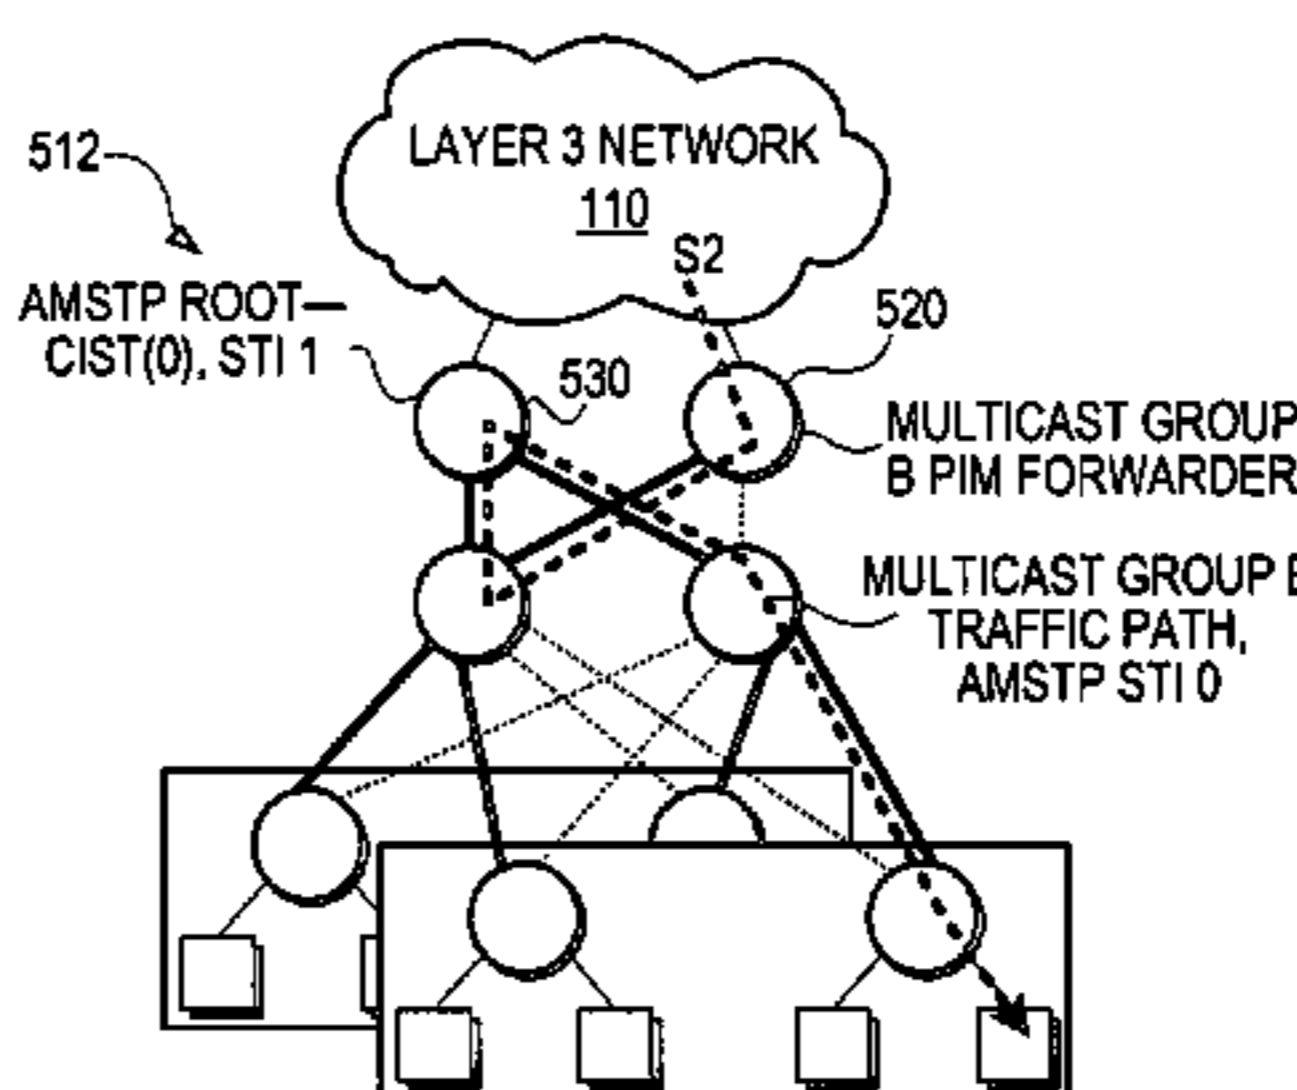 LAYER 3 NETWORK
110
512
S2
AMSTP ROOT—
CIST(0), STI 1
520
530
MULTICAST GROUP
B PIM FORWARDER
MULTICAST GROUP
TRAFFIC PATH,
AMSTP STI 0